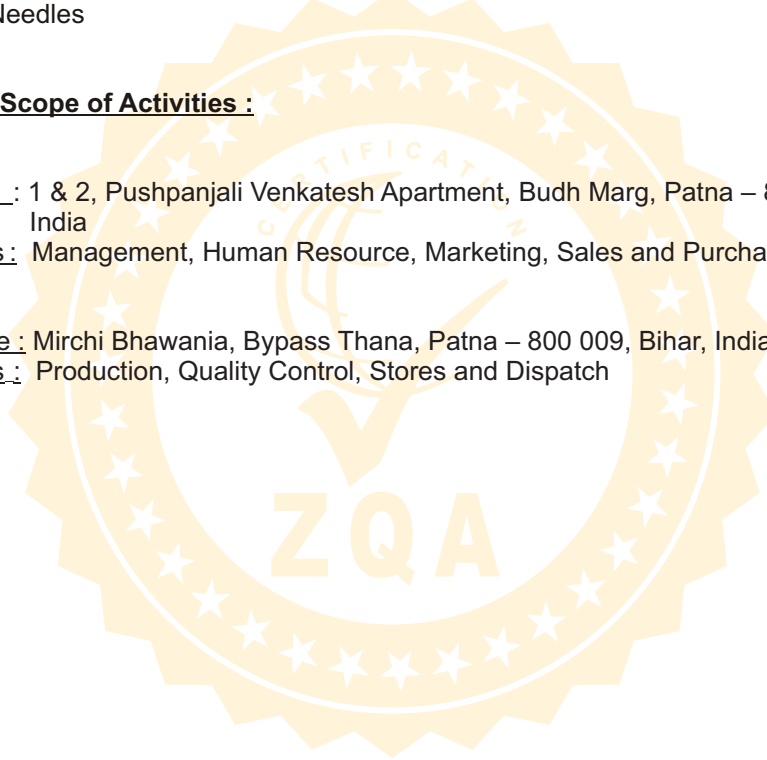 Needles
Scope of Activities :
CERTIFICATION
: 1 & 2, Pushpanjali Venkatesh Apartment, Budh Marg, Patna –
India
: Management, Human Resource, Marketing, Sales and
: Mirchi Bhawania, Bypass Thana, Patna – 800 009, Bihar, India
: Production, Quality Control, Stores and Dispatch
ZQA